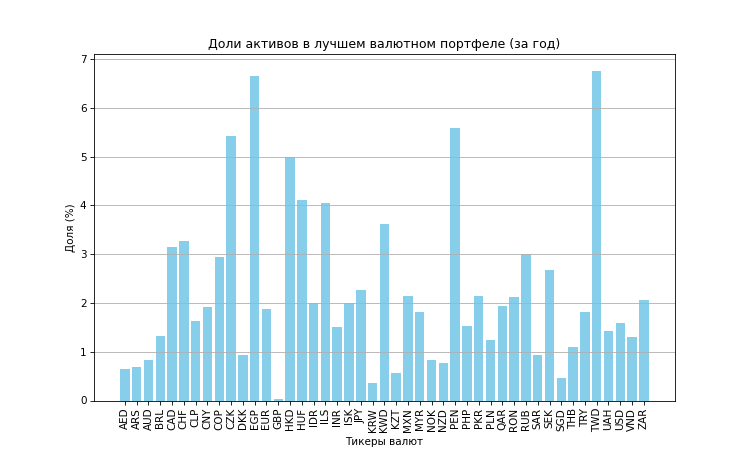 Доли активов в лучшем валютном портфеле (за год)
Доля (%)
7
6
5
4
3
2
1
0
AED ARS AUD BRL CAD CHF CLP CNY COP CZK DKK EGP EUR GBP HKD HUF IDR ILS INR ISK JPY KRW KWD KZT MXN MYR NOK NZD PEN PHP PKR PLN QAR RON RUB SAR SEK SGD THB TRY TWD UAH USD VND ZAR
Тикеры валют